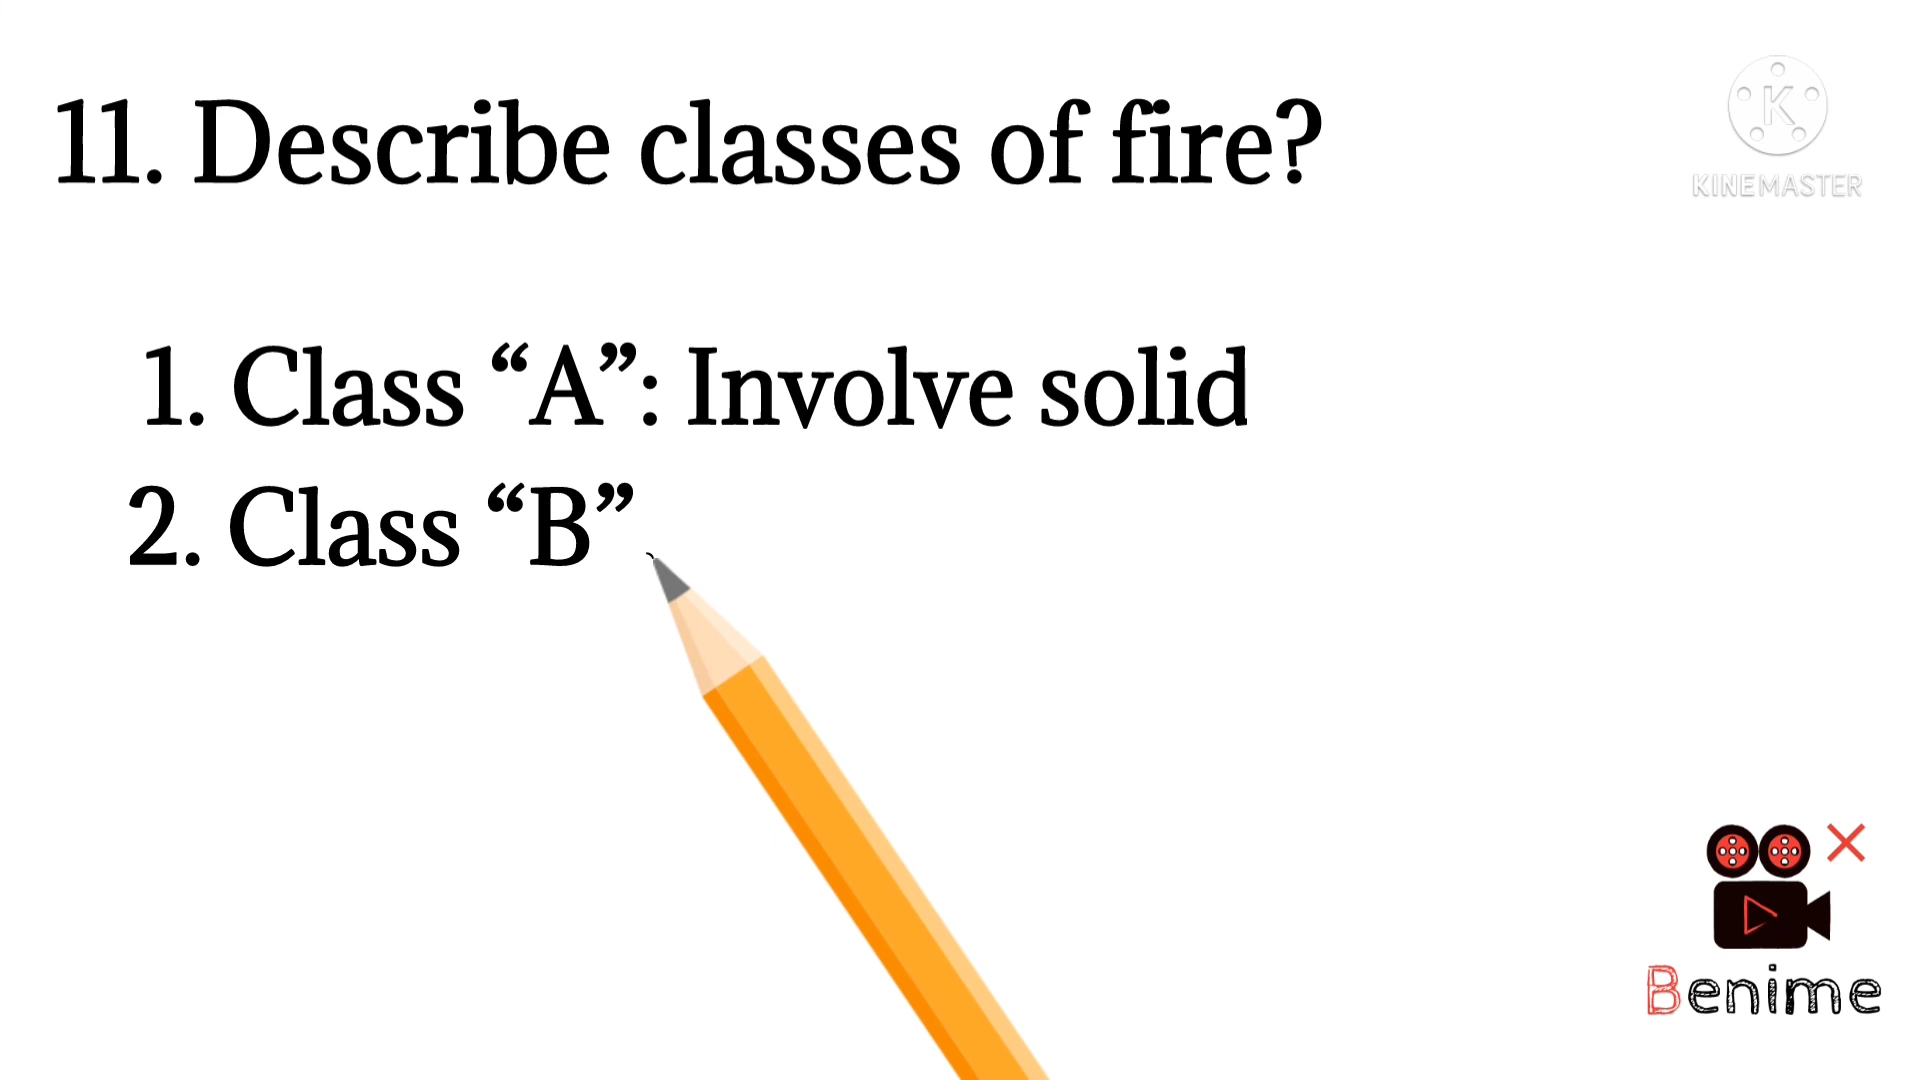 11. Describe classes of fire?
KINEMASTER
1. Class “A”: Involve solid
2. Class “B”
Benime